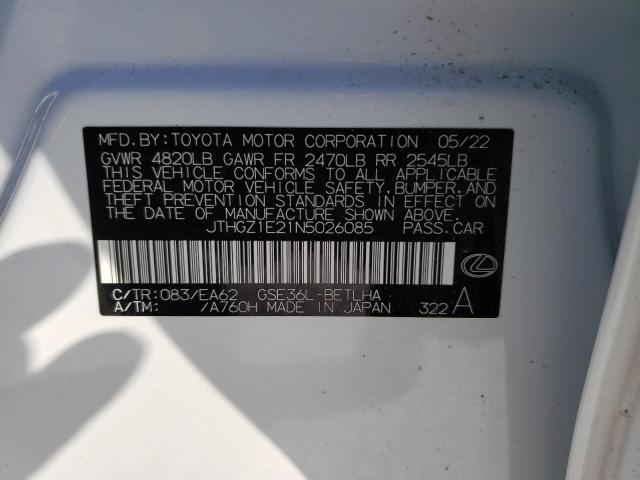 MFD.BY:TOYOTA MOTOR CORPORATION 05/22
GVWR 4820LB GAWR FR 2470LB RR 2545LB
THIS VEHICLE CONFORMS TO ALL APPLICABLE
FEDERAL MOTOR VEHICLE SAFETY,BUMPER,AND
THEFT PREVENTION STANDARDS IN EFFECT ON
THE DATE OF MANUFACTURE SHOWN ABOVE.
JTHGZ1E21N5026085 PASS.CAR
C/TR:083/EA62 GSE36L-BETLHA
A/TM: /A760H MADE IN JAPAN 322 A